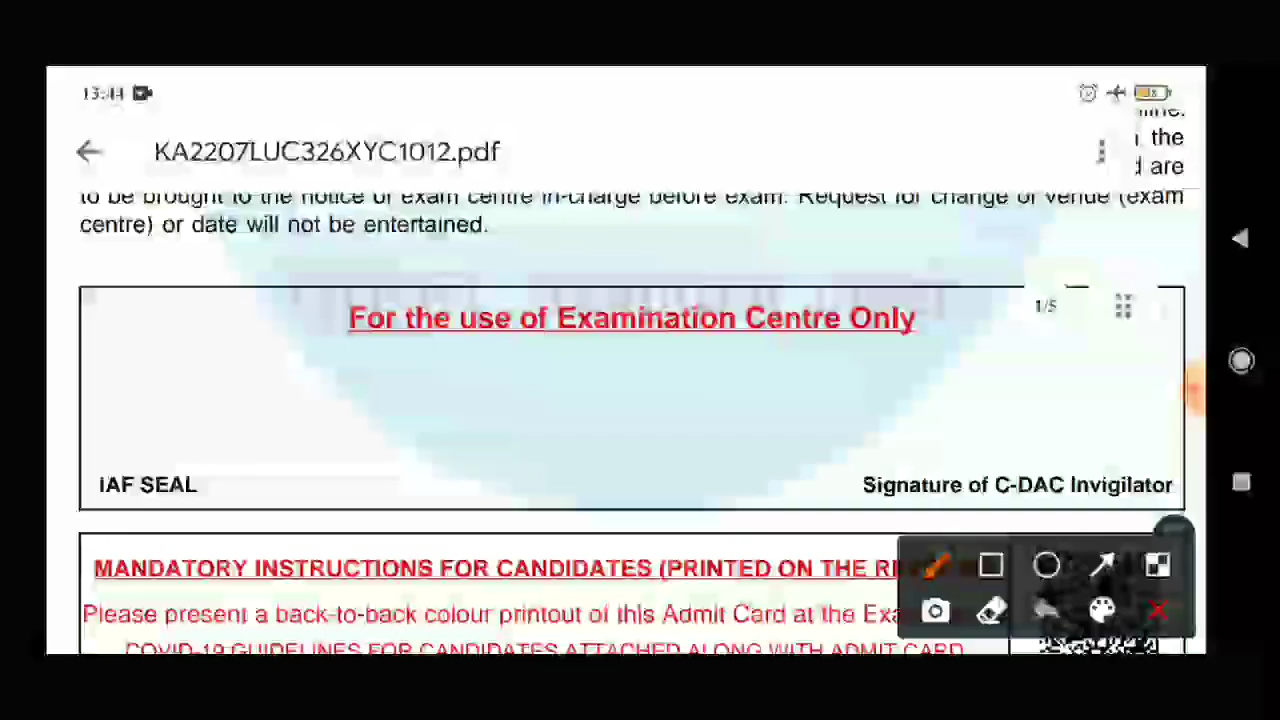 13:44
line.
KA2207LUC326XYC1012.pdf
the
d are
to be brought to the notice of exam centre in-charge before exam. Request for change of venue (exam
centre) or date will not be entertained.
For the use of Examination Centre Only
1/5
IAF SEAL
Signature of C-DAC Invigilator
MANDATORY INSTRUCTIONS FOR CANDIDATES (PRINTED ON THE RE
Please present a back-to-back colour printout of this Admit Card at the Exa
COVID-19 GUIDELINES FOR CANDIDATES ATTACHED ALONG WITH ADMIT CARD